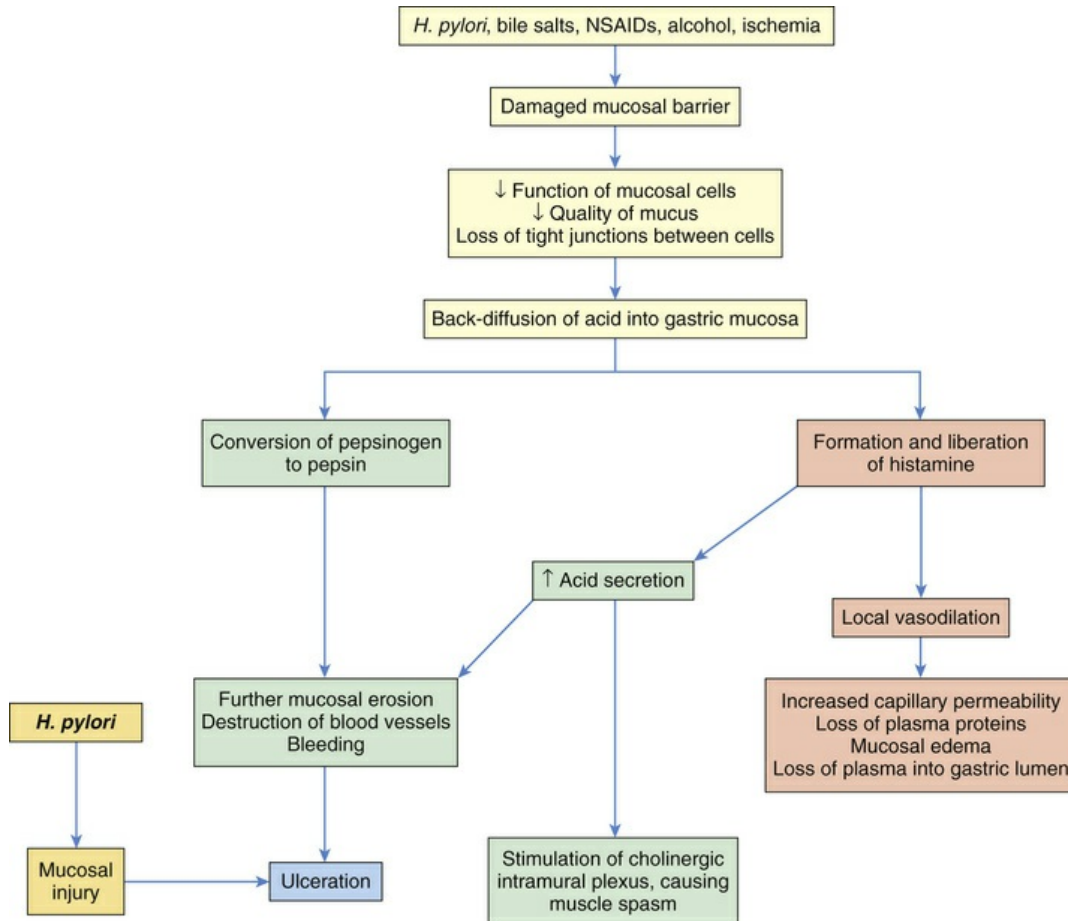 H. pylori, bile salts, NSAIDs, alcohol, ischemia
Damaged mucosal barrier
↓ Function of mucosal cells
↓ Quality of mucus
Loss of tight junctions between cells
Back-diffusion of acid into gastric mucosa
Conversion of pepsinogen
to pepsin
Formation and liberation
of histamine
↑ Acid secretion
Local vasodilation
Further mucosal erosion
Destruction of blood vessels
Bleeding
Increased capillary permeability
Loss of plasma proteins
Mucosal edema
Loss of plasma into gastric lumen
H. pylori
Mucosal
injury
Ulceration
Stimulation of cholinergic
intramural plexus, causing
muscle spasm